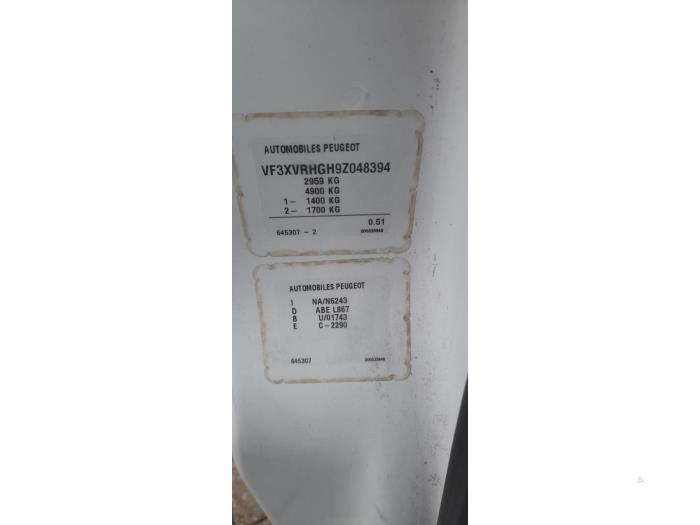 AUTOMOBILES PEUGEOT
VF3XVRHGH9Z048394
2959 KG
4900 KG
1- 1400 KG
2- 1700 KG
0.51
645307 - 2
AUTOMOBILES PEUGEOT
I NA/N6243
D ABE L867
B U/01743
E C-2290
645307